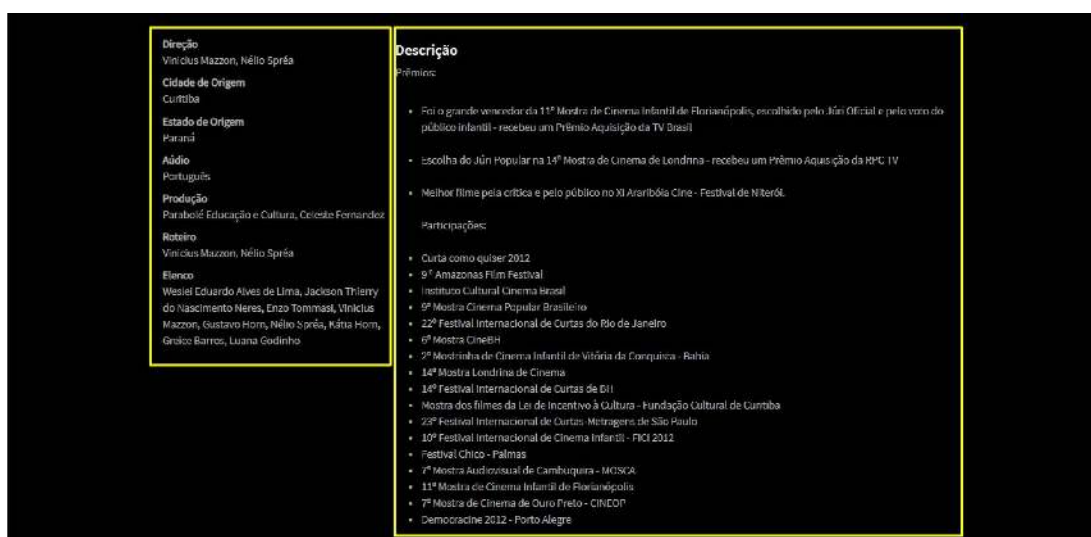 Direção
Vinicius Mazzon, Nélio Spréa
Cidade de Origem
Curitiba
Estado de Origem
Paraná
Aúdio
Português
Produção
Parabolé Educação e Cultura, Celeste Fernandez
Roteiro
Vinicius Mazzon, Nélio Spréa
Elenco
Weslei Eduardo Alves de Lima, Jackson Thierry
do Nascimento Neres, Enzo Tommasi, Vinicius
Mazzon, Gustavo Horn, Nélio Spréa, Kátia Horn,
Greice Barros, Luana Godinho
Descrição
Prêmios:
• Foi o grande vencedor da 11ª Mostra de Cinema Infantil de Florianópolis, escolhido pelo Júri Oficial e pelo voto do
público infantil - recebeu um Prêmio Aquisição da TV Brasil
• Escolha do Júri Popular na 14ª Mostra de Cinema de Londrina - recebeu um Prêmio Aquisição da RPC TV
• Melhor filme pela crítica e pelo público no XI Araribóia Cine - Festival de Niterói.
Participações:
• Curta como quiser 2012
• 9º Amazonas Film Festival
• Instituto Cultural Cinema Brasil
• 9ª Mostra Cinema Popular Brasileiro
• 22º Festival Internacional de Curtas do Rio de Janeiro
• 6ª Mostra CineBH
• 2ª Mostrinha de Cinema Infantil de Vitória da Conquista - Bahia
• 14ª Mostra Londrina de Cinema
• 14º Festival Internacional de Curtas de BH
• Mostra dos filmes da Lei de Incentivo à Cultura - Fundação Cultural de Curitiba
• 23º Festival Internacional de Curtas-Metragens de São Paulo
• 10º Festival Internacional de Cinema Infantil - FICI 2012
• Festival Chico - Palmas
• 7ª Mostra Audiovisual de Cambuquira - MOSCA
• 11ª Mostra de Cinema Infantil de Florianópolis
• 7ª Mostra de Cinema de Ouro Preto - CINEOP
• Democracine 2012 - Porto Alegre